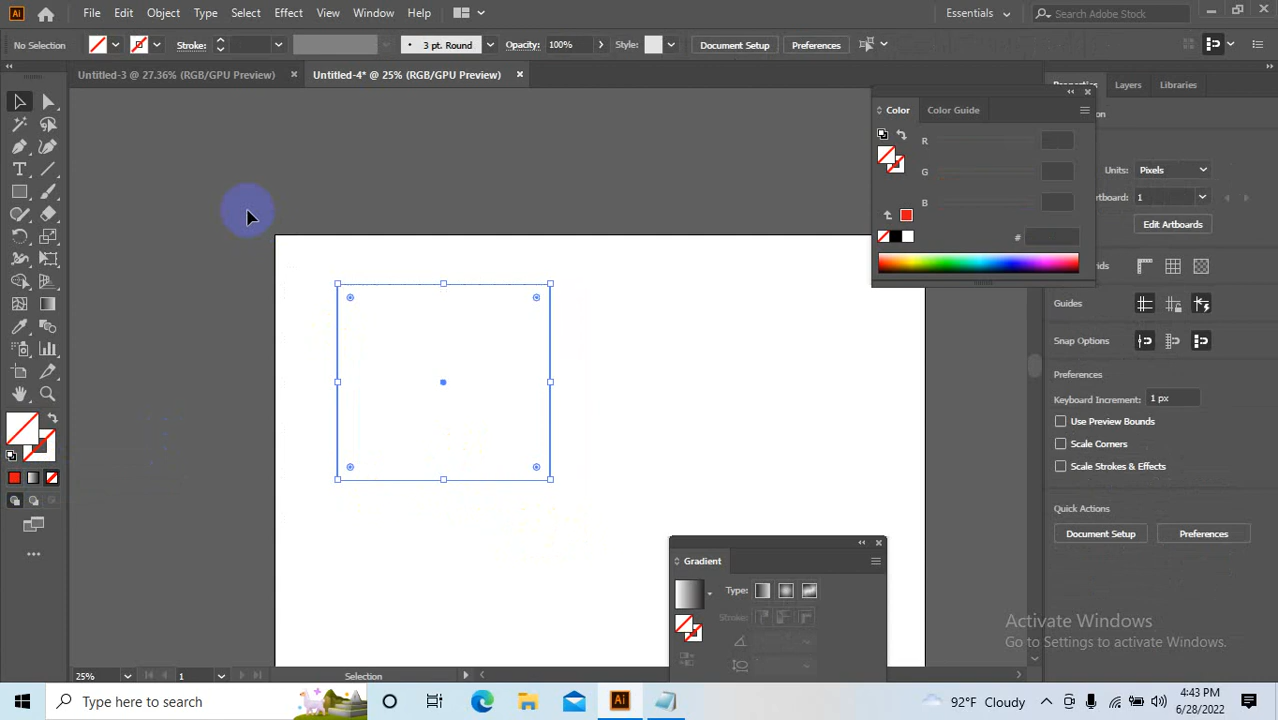 Ai File Edit Object Type Select Effect View Window Help Essentials Search Adobe Stock
No Selection Stroke: 3 pt. Round Opacity: 100% Style: Document Setup Preferences
Untitled-3 @ 27.36% (RGB/GPU Preview) × Untitled-4* @ 25% (RGB/GPU Preview) ×
Properties Layers Libraries
Color Color Guide
R
G
B
#
Units: Pixels
1
Edit Artboards
Guides
Snap Options
Preferences
Keyboard Increment: 1 px
Use Preview Bounds
Scale Corners
Scale Strokes & Effects
Quick Actions
Document Setup Preferences
Gradient
Type:
Stroke:
Activate Windows
Go to Settings to activate Windows.
25% 1 Selection
Type here to search Ai 92°F Cloudy 4:43 PM
6/28/2022